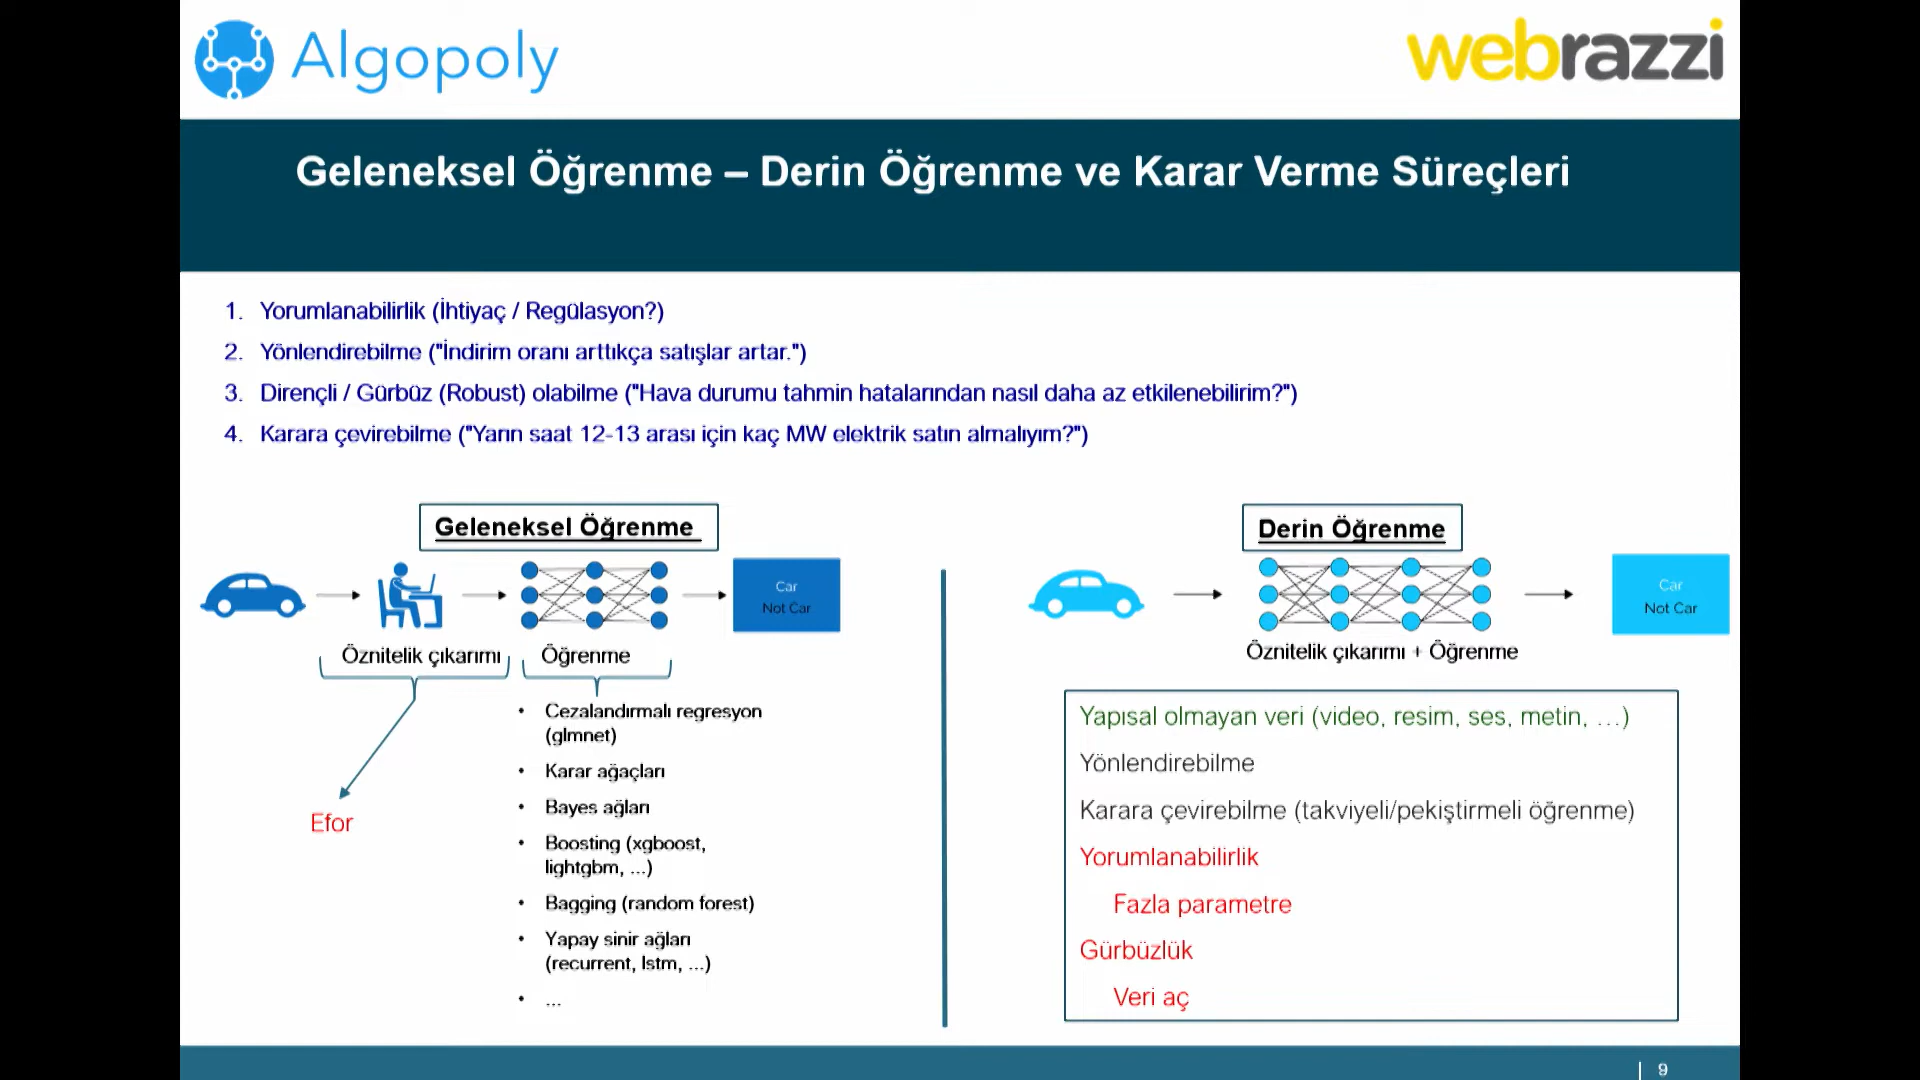 Algopoly
webrazzi
Geleneksel Öğrenme – Derin Öğrenme ve Karar Verme Süreçleri
1. Yorumlanabilirlik (İhtiyaç / Regülasyon?)
2. Yönlendirebilme ("İndirim oranı arttıkça satışlar artar.")
3. Dirençli / Gürbüz (Robust) olabilme ("Hava durumu tahmin hatalarından nasıl daha az etkilenebilirim?")
4. Karara çevirebilme ("Yarın saat 12-13 arası için kaç MW elektrik satın almalıyım?")
Geleneksel Öğrenme
Car
Not Car
Öznitelik çıkarımı
Öğrenme
Efor
• Cezalandırmalı regresyon
(glmnet)
• Karar ağaçları
• Bayes ağları
• Boosting (xgboost,
lightgbm, ...)
• Bagging (random forest)
• Yapay sinir ağları
(recurrent, lstm, ...)
• ...
Derin Öğrenme
Car
Not Car
Öznitelik çıkarımı + Öğrenme
Yapısal olmayan veri (video, resim, ses, metin, …)
Yönlendirebilme
Karara çevirebilme (takviyeli/pekiştirmeli öğrenme)
Yorumlanabilirlik
Fazla parametre
Gürbüzlük
Veri aç
9